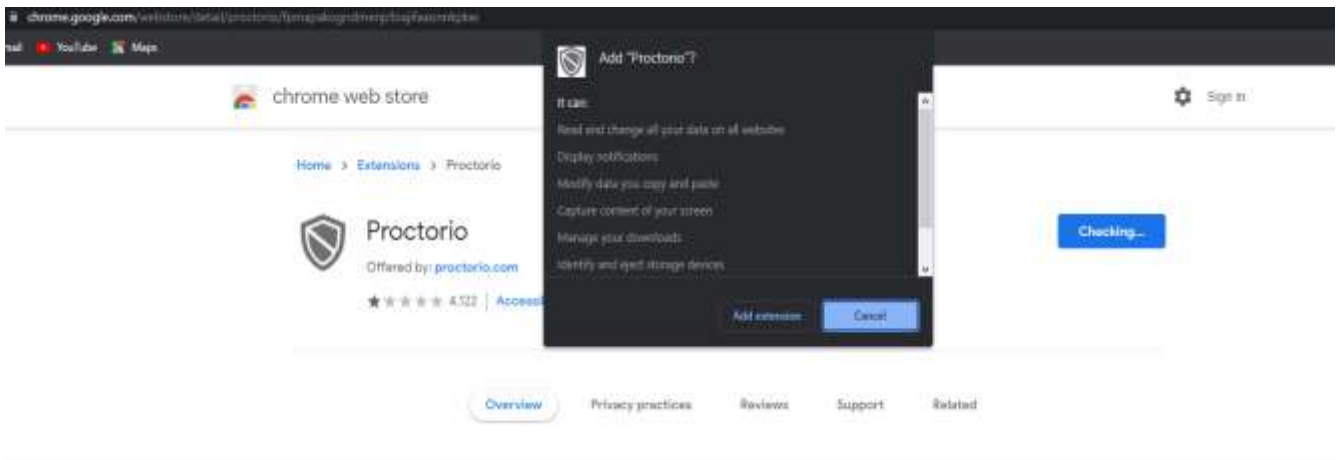 chrome.google.com/webstore/detail/proctorio/
YouTube Maps
Add "Proctorio"?
chrome web store
Sign in
It can:
Read and change all your data on all websites
Display notifications
Modify data you copy and paste
Capture content of your screen
Manage your downloads
Identify and eject storage devices
Add extension Cancel
Home > Extensions > Proctorio
Proctorio
Checking...
Offered by: proctorio.com
4,122
Overview Privacy practices Reviews Support Related